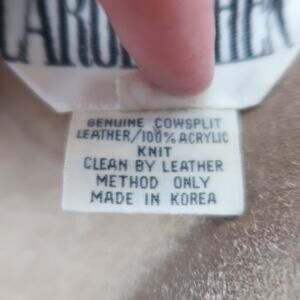 GENUINE COWSPLIT
LEATHER/100% ACRYLIC
KNIT
CLEAN BY LEATHER
METHOD ONLY
MADE IN KOREA